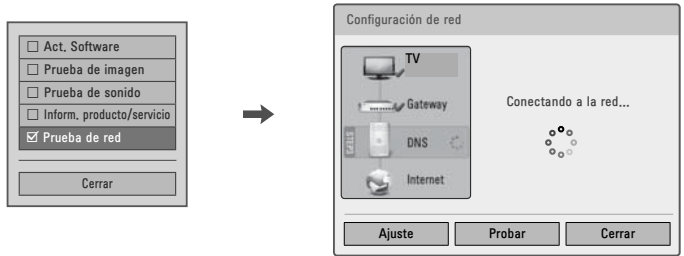 Act. Software
Prueba de imagen
Prueba de sonido
Inform. producto/servicio
Prueba de red
Cerrar
Configuración de red
TV
Gateway
DNS
Internet
Conectando a la red...
Ajuste
Probar
Cerrar